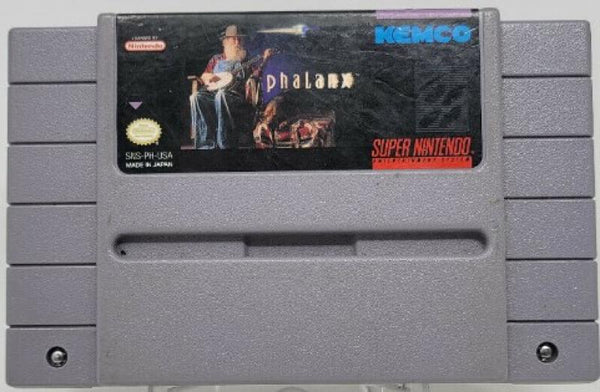 LICENSED BY
Nintendo
KEMCO
phalanx
SNS-PH-USA
MADE IN JAPAN
SUPER NINTENDO
ENTERTAINMENT SYSTEM